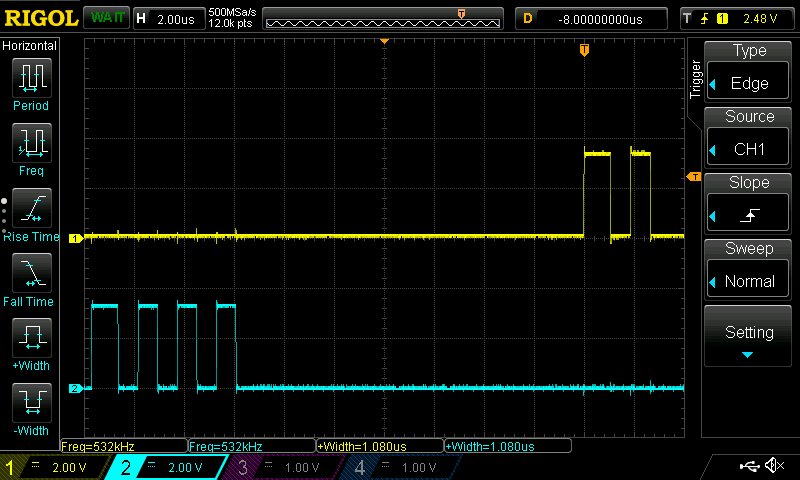 RIGOL WAIT H 2.00us 500MSa/s 12.0k pts T D -8.00000000us T 1 2.48 V
Horizontal
Period
Freq
Rise Time
Fall Time
+Width
-Width
T
T
1
2
Trigger
Type
Edge
Source
CH1
Slope
Sweep
Normal
Setting
Freq=532kHz Freq=532kHz +Width=1.080us +Width=1.080us
1 2.00 V 2 2.00 V 3 1.00 V 4 1.00 V